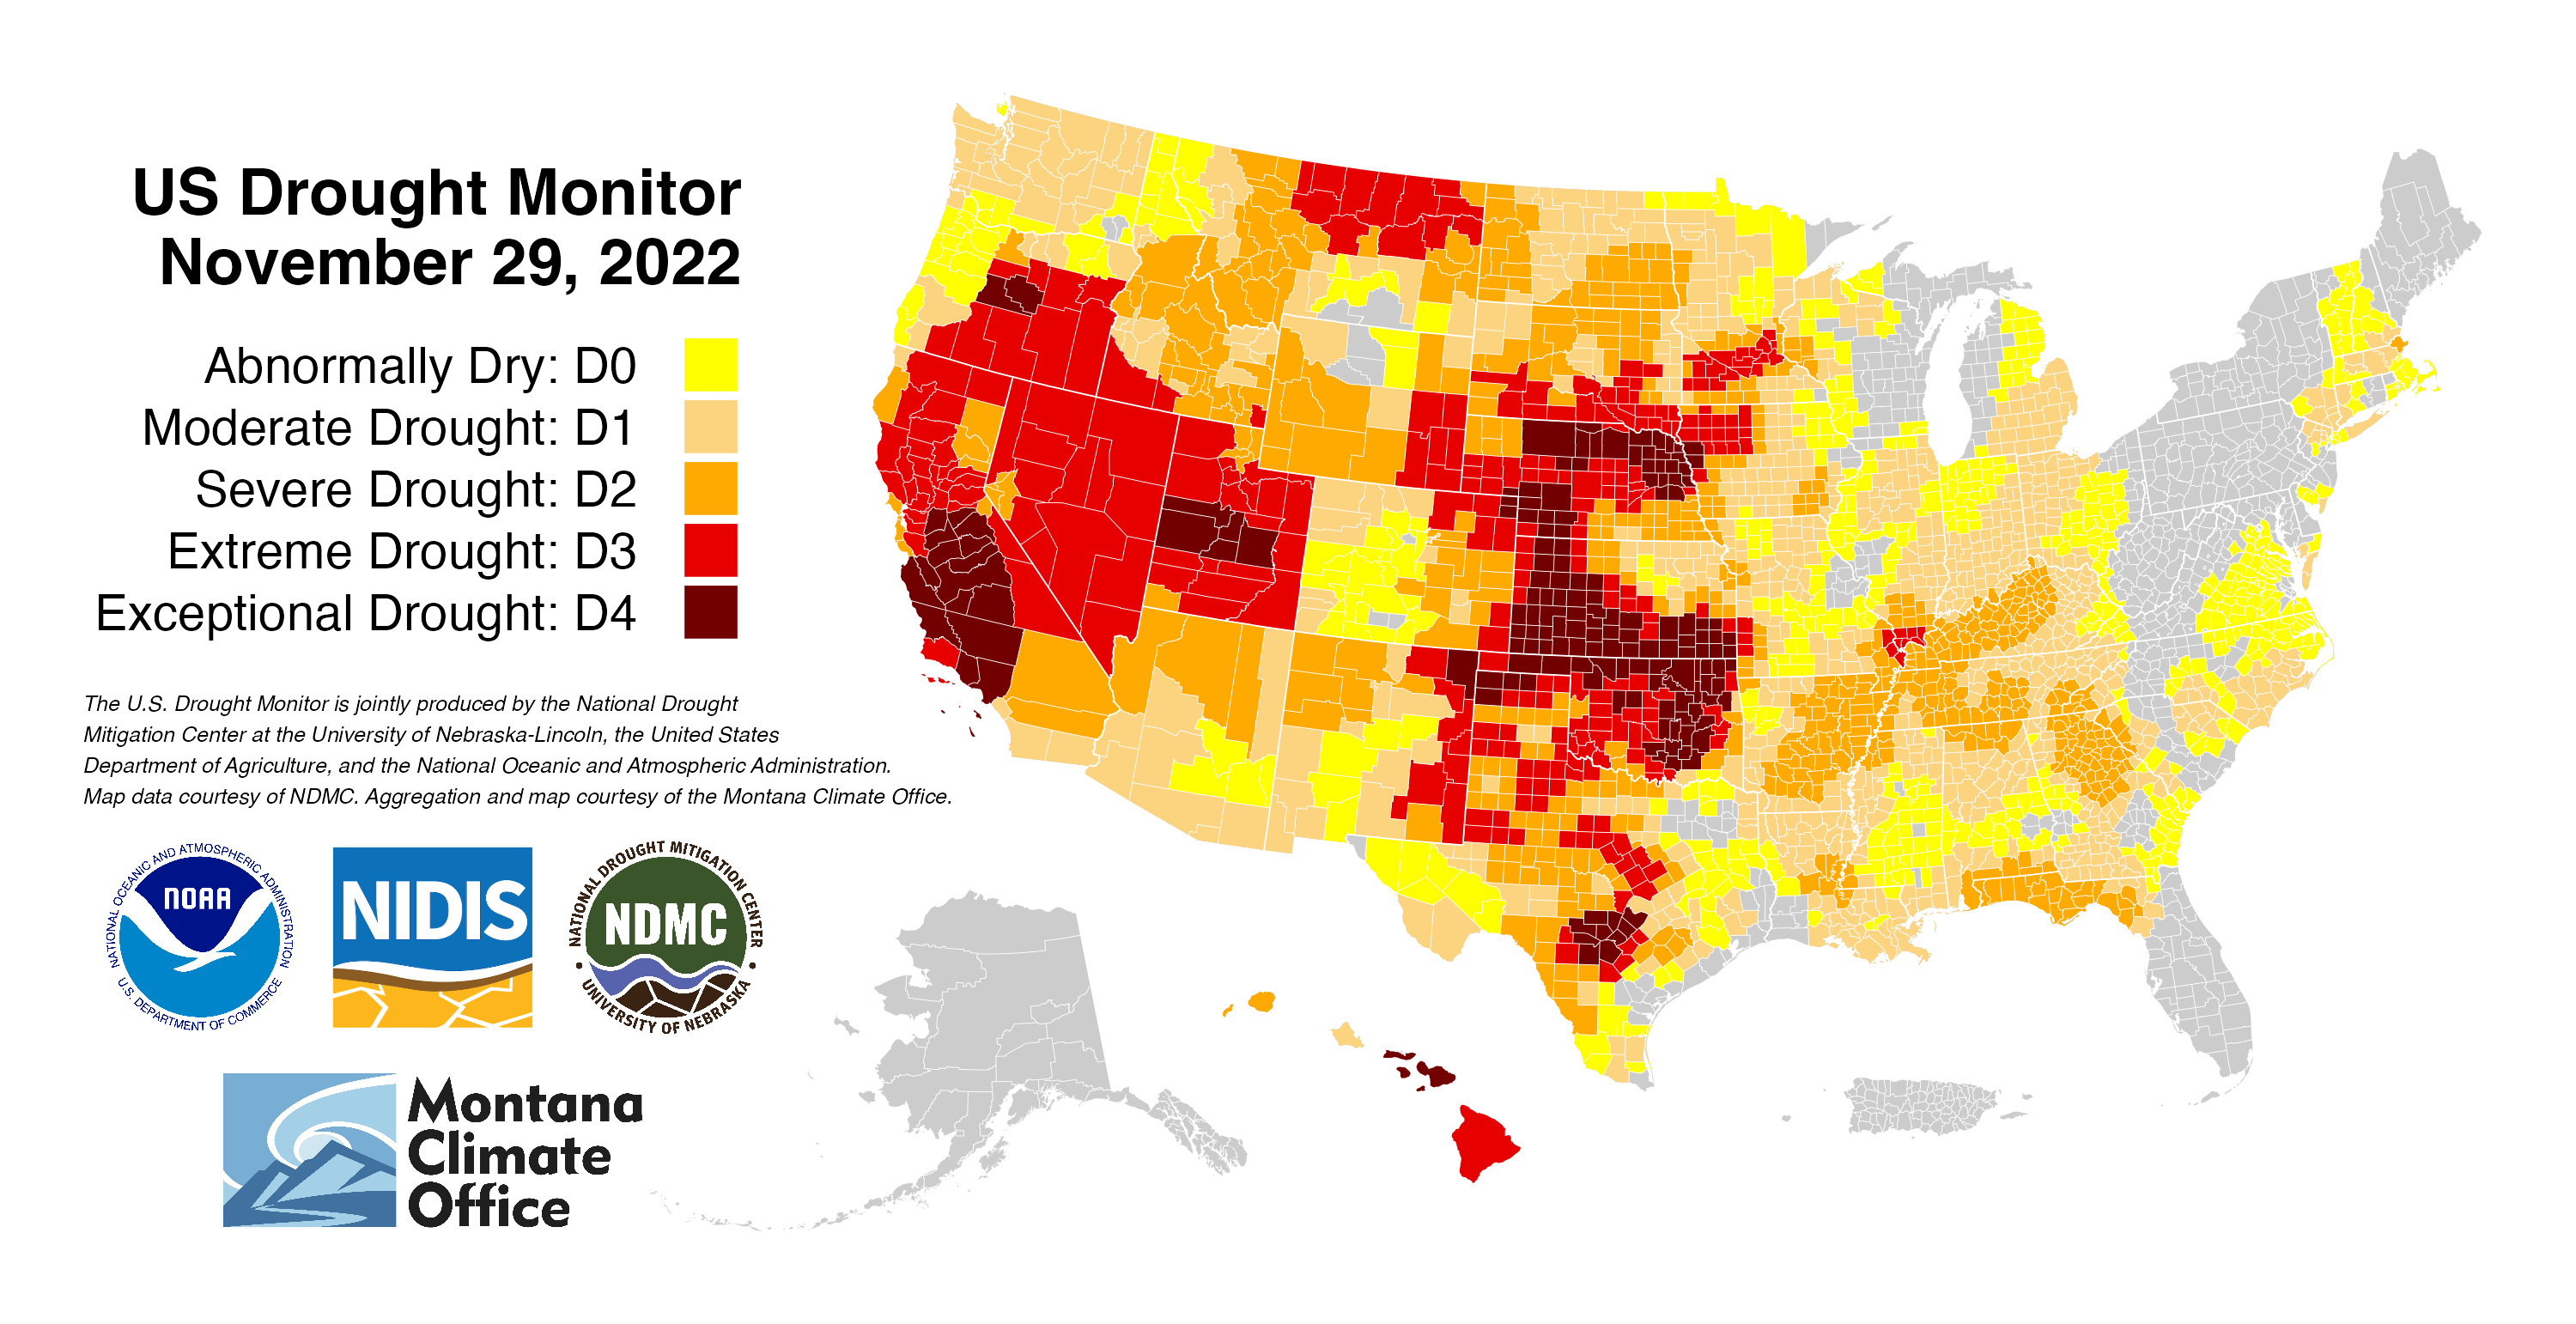 US Drought Monitor
November 29, 2022
Abnormally Dry: D0
Moderate Drought: D1
Severe Drought: D2
Extreme Drought: D3
Exceptional Drought: D4
The U.S. Drought Monitor is jointly produced by the National Drought
Mitigation Center at the University of Nebraska-Lincoln, the United States
Department of Agriculture, and the National Oceanic and Atmospheric Administration.
Map data courtesy of NDMC. Aggregation and map courtesy of the Montana Climate Office.
NATIONAL OCEANIC AND ATMOSPHERIC ADMINISTRATION
NOAA
U.S. DEPARTMENT OF COMMERCE
NIDIS
NATIONAL DROUGHT MITIGATION CENTER
NDMC
UNIVERSITY OF NEBRASKA
Montana
Climate
Office